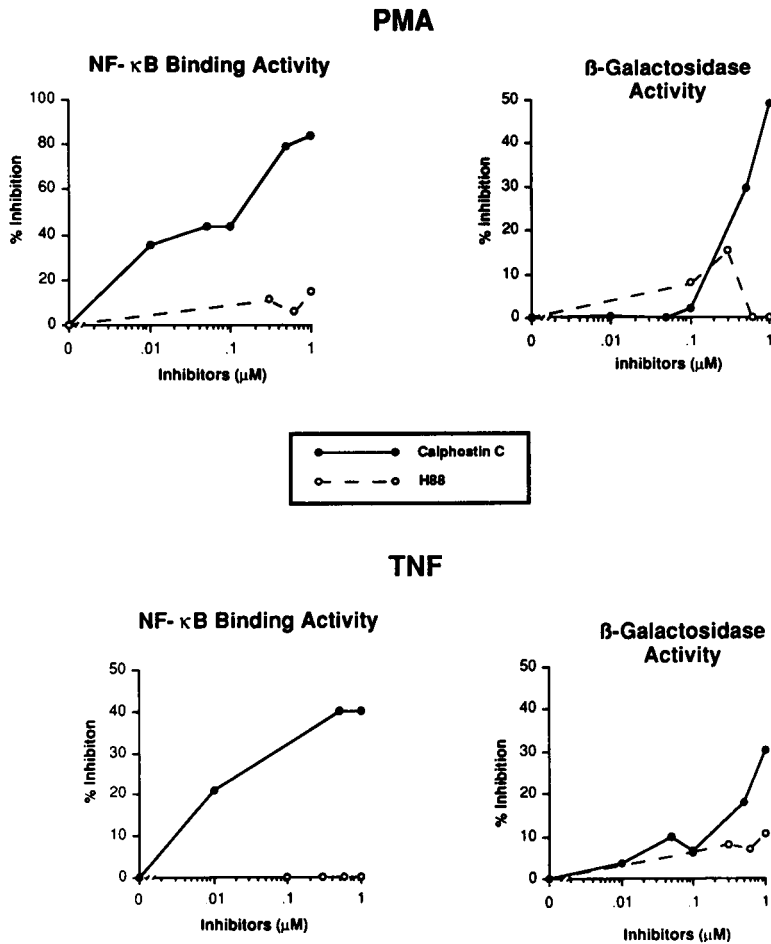 PMA
NF- κB Binding Activity
100
80
60
40
20
0
% Inhibition
0
.01
.1
1
Inhibitors (μM)
ß-Galactosidase
Activity
50
40
30
20
10
0
% Inhibition
0
.01
.1
1
inhibitors (μM)
Calphostin C
H88
TNF
NF- κB Binding Activity
50
40
30
20
10
0
% Inhibiton
0
.01
.1
1
Inhibitors (μM)
ß-Galactosidase
Activity
50
40
30
20
10
0
% Inhibition
0
.01
.1
1
Inhibitors (μM)